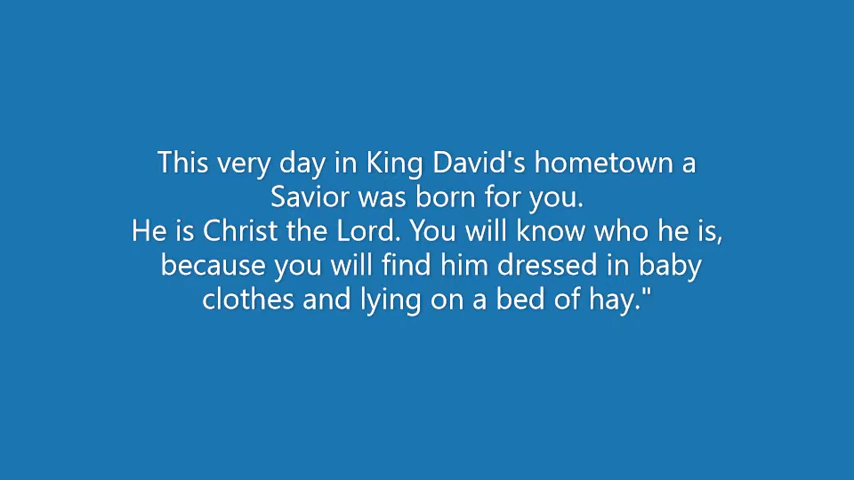 This very day in King David's hometown a
Savior was born for you.
He is Christ the Lord. You will know who he is,
because you will find him dressed in baby
clothes and lying on a bed of hay."